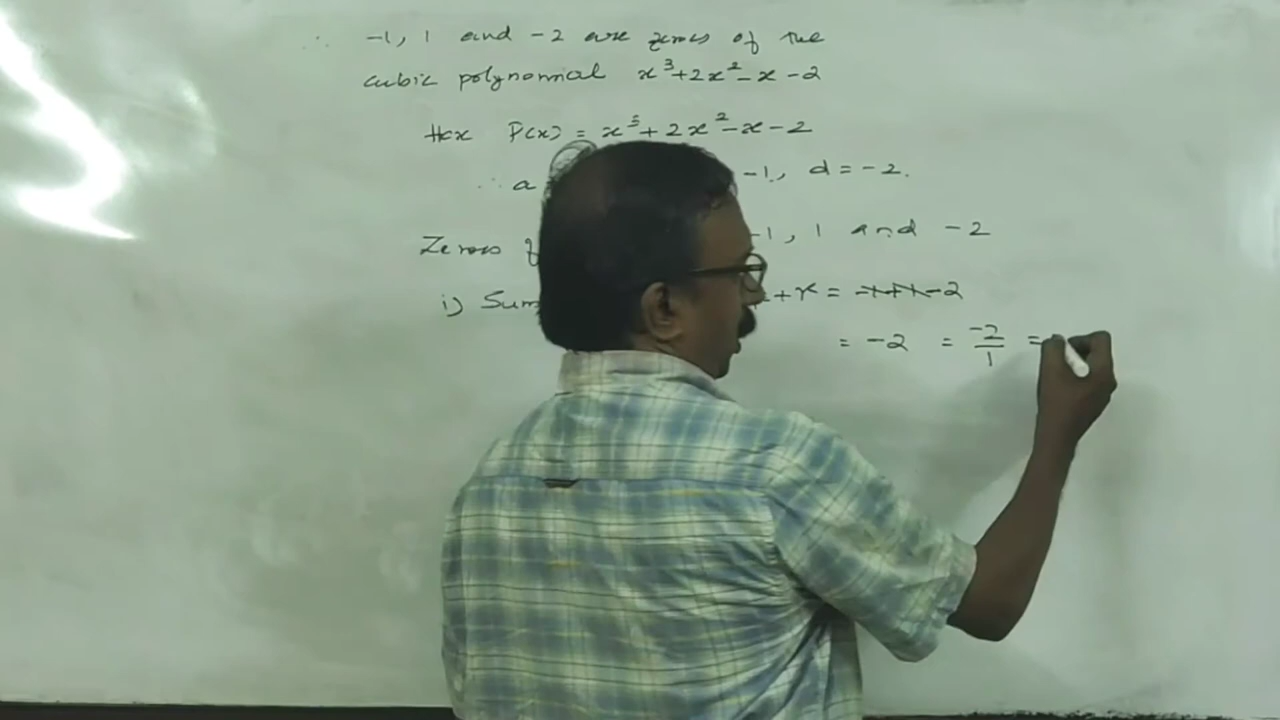 ∴ -1, 1 and -2 are zeros of the
cubic polynomial x³+2x²-x-2
Here P(x) = x³+2x²-x-2
∴ a -1, d = -2.
Zeros of -1, 1 and -2
i) Sum +r = -1+1-2
= -2 = -2/1 =